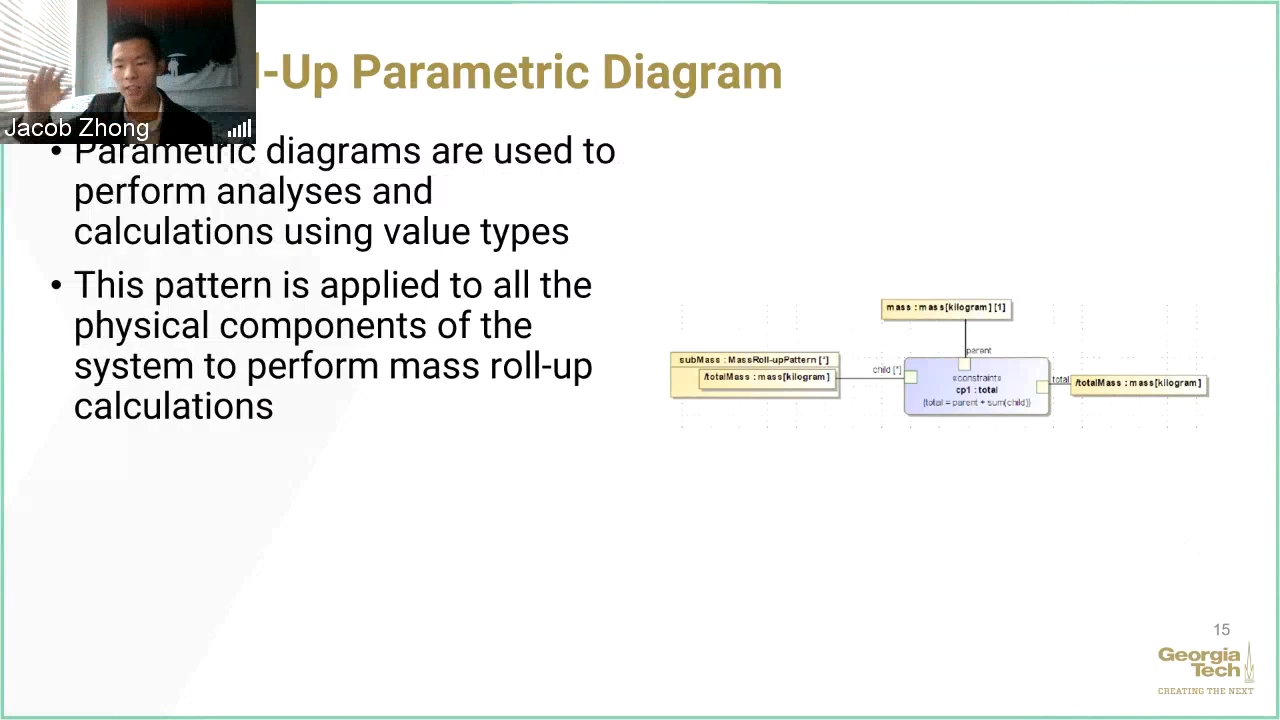 l-Up Parametric Diagram
Jacob Zhong
• Parametric diagrams are used to
perform analyses and
calculations using value types
• This pattern is applied to all the
physical components of the
system to perform mass roll-up
calculations
mass : mass[kilogram] [1]
parent
subMass : MassRoll-upPattern [*]
/totalMass : mass[kilogram]
child [*]
«constraint»
cp1 : total
{total = parent + sum(child)}
total
/totalMass : mass[kilogram]
15
Georgia
Tech
CREATING THE NEXT